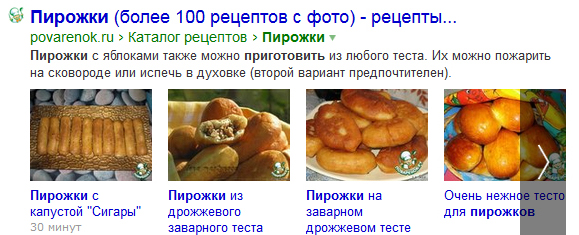 Пирожки (более 100 рецептов с фото) - рецепты...
povarenok.ru › Каталог рецептов › Пирожки
Пирожки с яблоками также можно приготовить из любого теста. Их можно пожарить
на сковороде или испечь в духовке (второй вариант предпочтителен).
Пирожки с
капустой "Сигары"
30 минут
Пирожки из
дрожжевого
заварного теста
Пирожки на
заварном
дрожжевом тесте
Очень нежное тесто
для пирожков